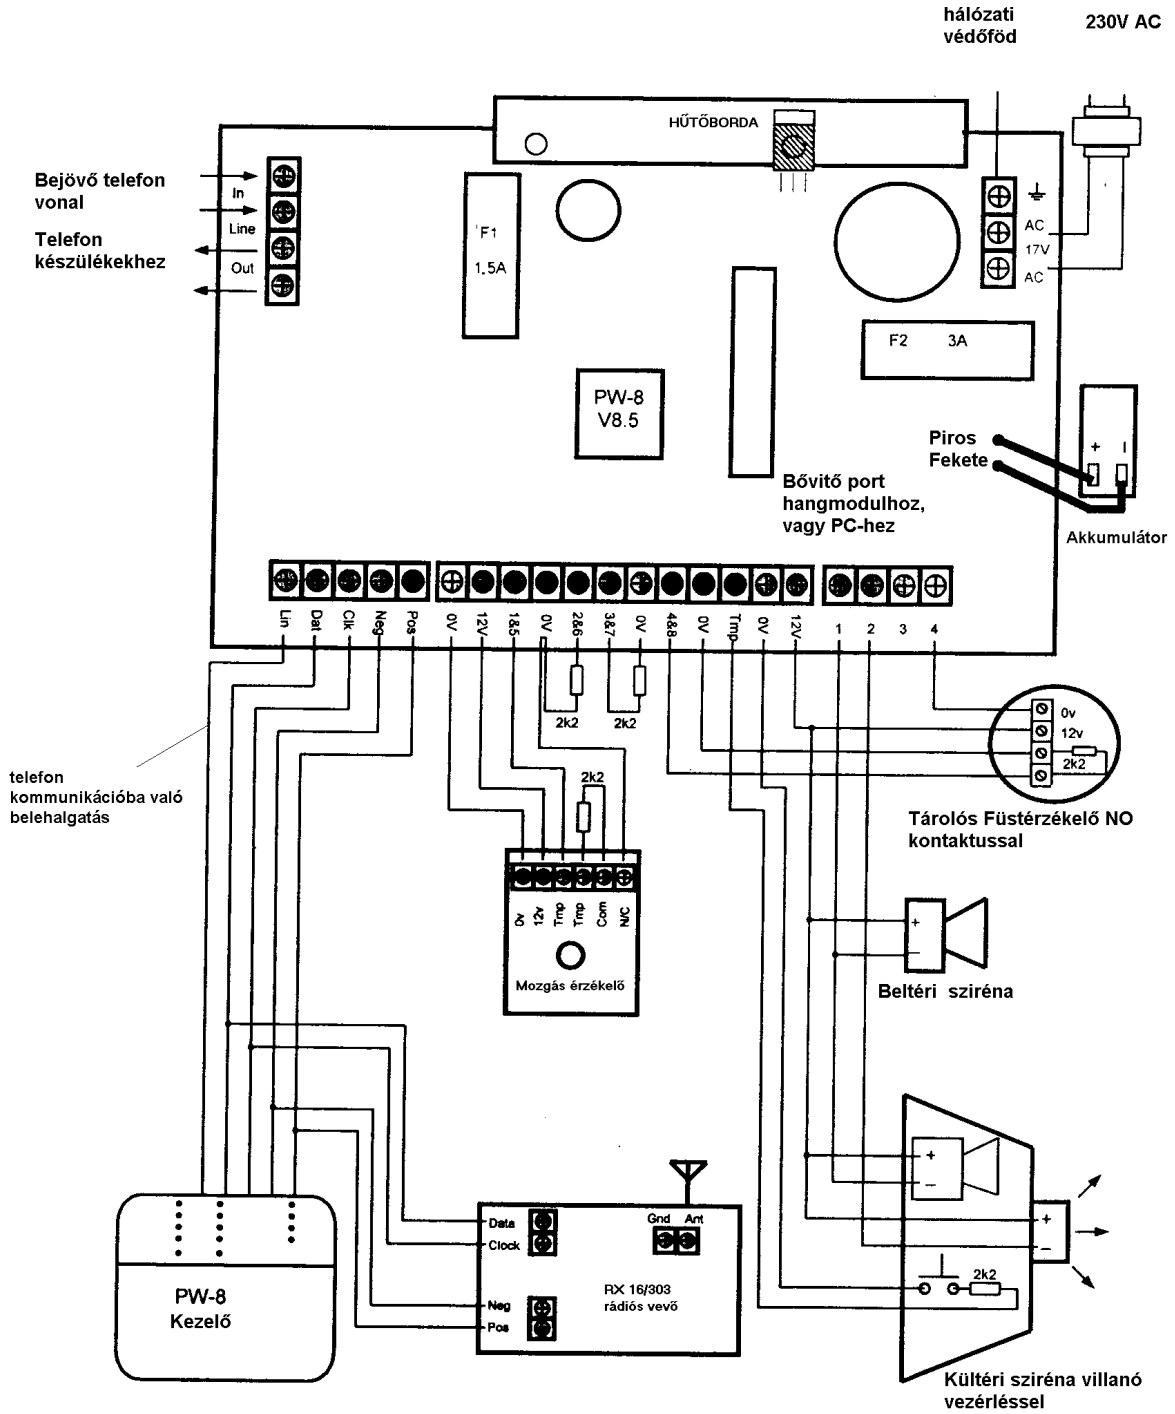 hálózati
védőföd
230V AC
HŰTŐBORDA
Bejövő telefon
vonal
In
Line
Telefon
készülékekhez
Out
F1
1.5A
AC
17V
AC
F2 3A
PW-8
V8.5
Piros
Fekete
+ –
Akkumulátor
Bővitő port
hangmodulhoz,
vagy PC-hez
Lin Dat Clk Neg Pos 0V 12V 1&5 0V 2&6 3&7 0V 4&8 0V Tmp 0V 12V 1 2 3 4
2k2 2k2
0v
12v
2k2
telefon
kommunikációba való
belehalgatás
2k2
Tárolós Füstérzékelő NO
kontaktussal
0v 12v Tmp Tmp Com N/C
Mozgás érzékelő
+
–
Beltéri sziréna
+
–
+
–
2k2
Kültéri sziréna villanó
vezérléssel
Data
Clock
Gnd Ant
RX 16/303
rádiós vevő
Neg
Pos
PW-8
Kezelő